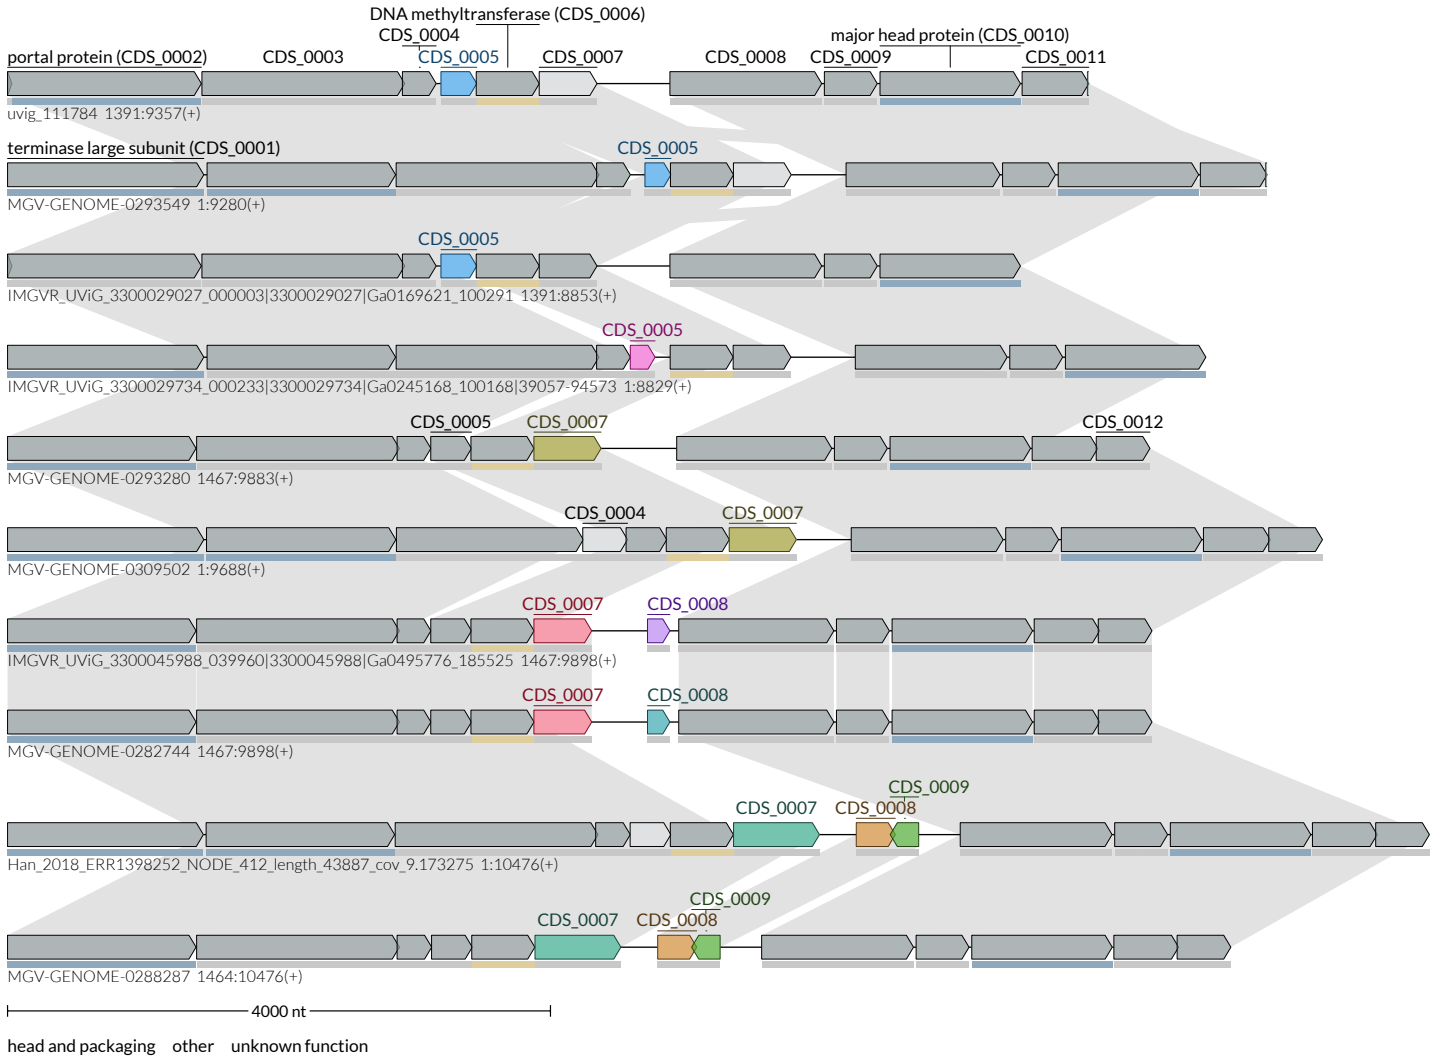 DNA methyltransferase (CDS_0006)
CDS_0004 major head protein (CDS_0010)
portal protein (CDS_0002) CDS_0003 CDS_0005 CDS_0007 CDS_0008 CDS_0009 CDS_0011
uvig_111784 1391:9357(+)
terminase large subunit (CDS_0001) CDS_0005
MGV-GENOME-0293549 1:9280(+)
CDS_0005
IMGVR_UViG_3300029027_000003|3300029027|Ga0169621_100291 1391:8853(+)
CDS_0005
IMGVR_UViG_3300029734_000233|3300029734|Ga0245168_100168|39057-94573 1:8829(+)
CDS_0005 CDS_0007 CDS_0012
MGV-GENOME-0293280 1467:9883(+)
CDS_0004 CDS_0007
MGV-GENOME-0309502 1:9688(+)
CDS_0007 CDS_0008
IMGVR_UViG_3300045988_039960|3300045988|Ga0495776_185525 1467:9898(+)
CDS_0007 CDS_0008
MGV-GENOME-0282744 1467:9898(+)
CDS_0009
CDS_0007 CDS_0008
Han_2018_ERR1398252_NODE_412_length_43887_cov_9.173275 1:10476(+)
CDS_0009
CDS_0007 CDS_0008
MGV-GENOME-0288287 1464:10476(+)
4000 nt
head and packaging other unknown function